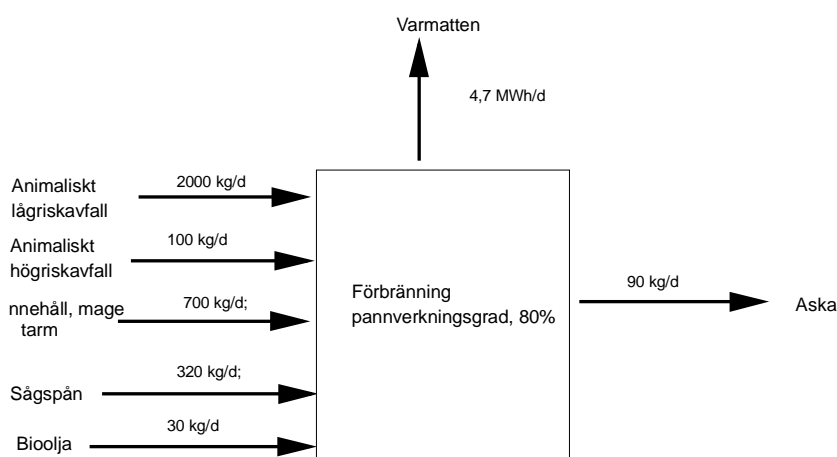 Varmatten
4,7 MWh/d
Animaliskt
lågriskavfall
2000 kg/d
Animaliskt
högriskavfall
100 kg/d
nnehåll, mage
tarm
700 kg/d;
Sågspån
320 kg/d;
Bioolja
30 kg/d
Förbränning
pannverkningsgrad, 80%
90 kg/d
Aska